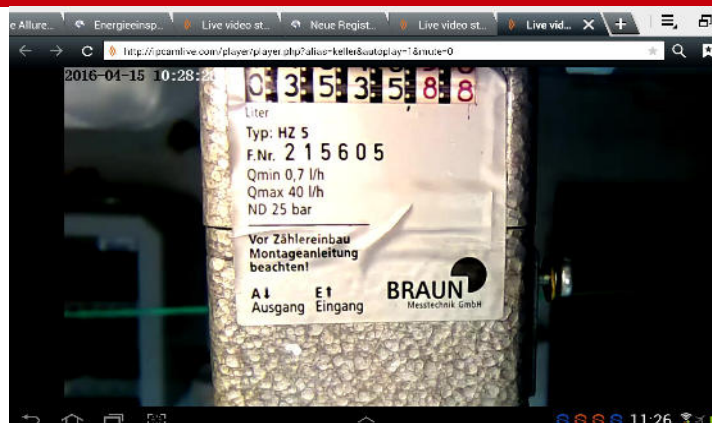 Energieeinsp...
Live video st...
Neue Regist...
Live video st...
Live vid...
http://ipcamlive.com/player/player.php?alias=keller&autoplay=1&mute=0
2016-04-15 10:28:2
0 3 5 3 5 8 8
Liter
Typ: HZ 5
F.Nr. 215605
Qmin 0,7 l/h
Qmax 40 l/h
ND 25 bar
Vor Zählereinbau
Montageanleitung
beachten!
A↓ E↑
Ausgang Eingang
BRAUN
Messtechnik GmbH
11:26